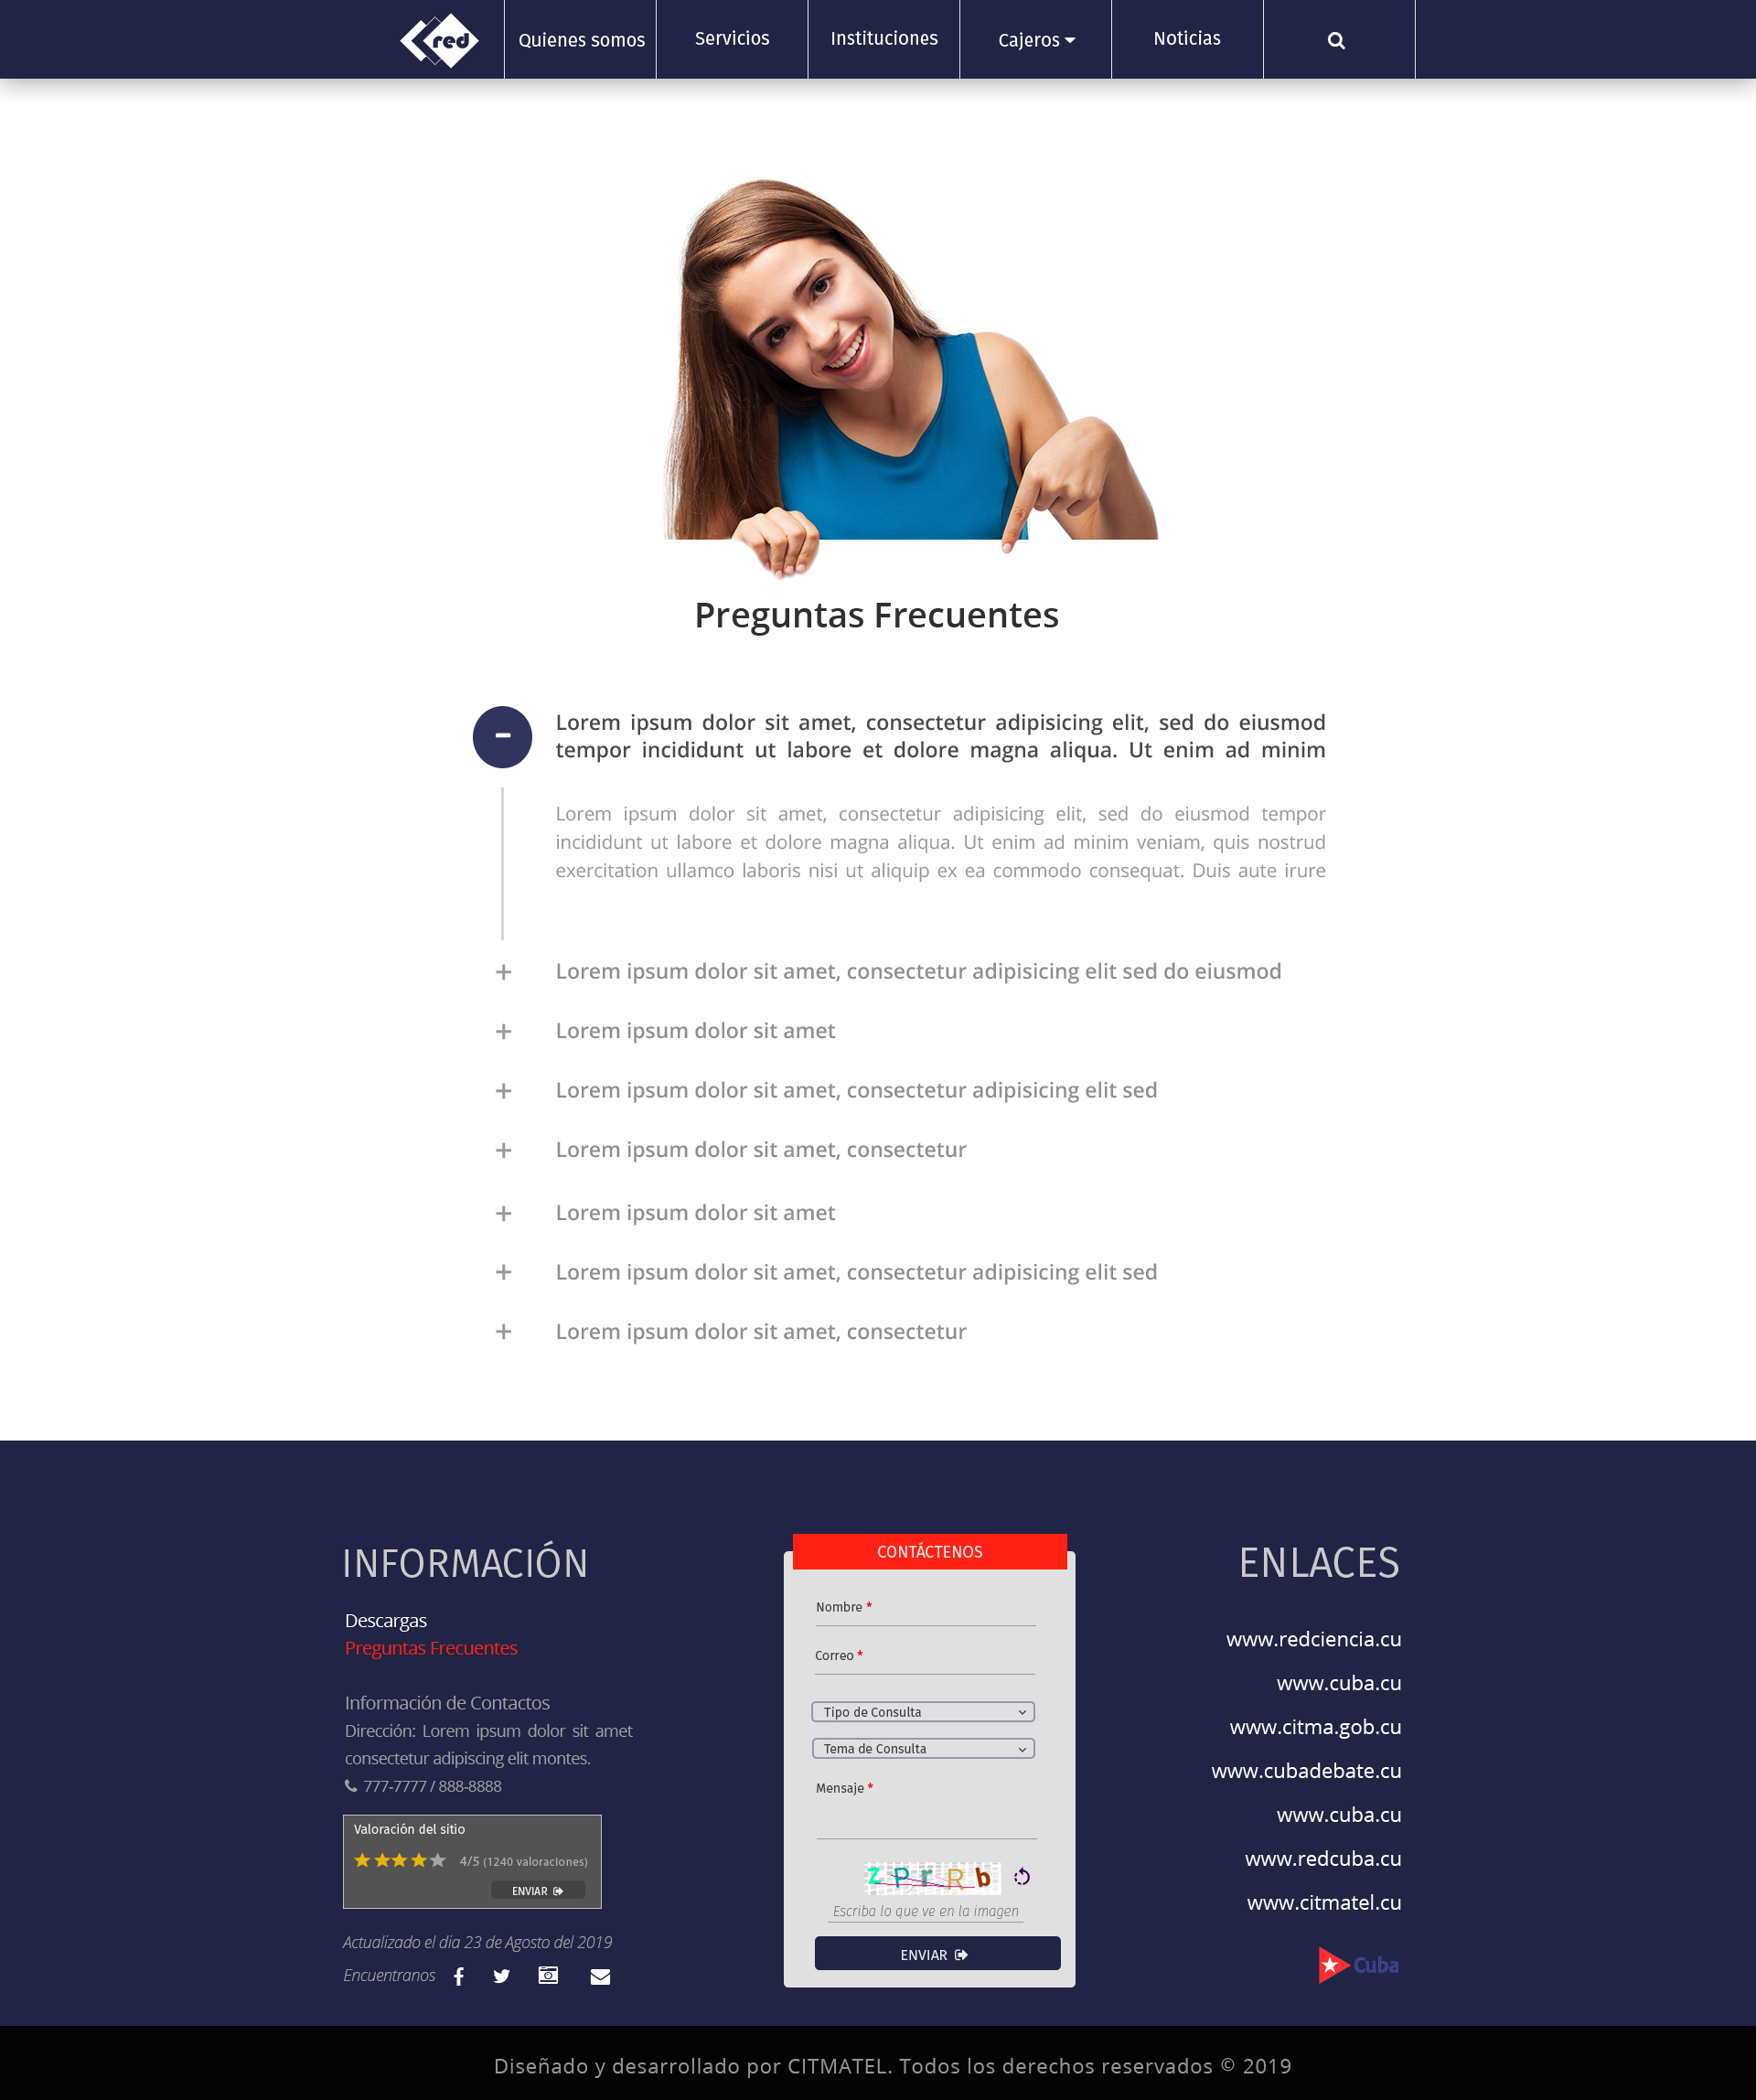 red
Quienes somos
Servicios
Instituciones
Cajeros
Noticias
Preguntas Frecuentes
Lorem ipsum dolor sit amet, consectetur adipisicing elit, sed do eiusmod
tempor incididunt ut labore et dolore magna aliqua. Ut enim ad minim
Lorem ipsum dolor sit amet, consectetur adipisicing elit, sed do eiusmod tempor
incididunt ut labore et dolore magna aliqua. Ut enim ad minim veniam, quis nostrud
exercitation ullamco laboris nisi ut aliquip ex ea commodo consequat. Duis aute irure
Lorem ipsum dolor sit amet, consectetur adipisicing elit sed do eiusmod
Lorem ipsum dolor sit amet
Lorem ipsum dolor sit amet, consectetur adipisicing elit sed
Lorem ipsum dolor sit amet, consectetur
Lorem ipsum dolor sit amet
Lorem ipsum dolor sit amet, consectetur adipisicing elit sed
Lorem ipsum dolor sit amet, consectetur
INFORMACIÓN
Descargas
Preguntas Frecuentes
Información de Contactos
Dirección: Lorem ipsum dolor sit amet
consectetur adipiscing elit montes.
777-7777 / 888-8888
Valoración del sitio
4/5 (1240 valoraciones)
ENVIAR
Actualizado el dia 23 de Agosto del 2019
Encuentranos
CONTÁCTENOS
Nombre *
Correo *
Tipo de Consulta
Tema de Consulta
Mensaje *
ZPrRb
Escriba lo que ve en la imagen
ENVIAR
ENLACES
www.redciencia.cu
www.cuba.cu
www.citma.gob.cu
www.cubadebate.cu
www.cuba.cu
www.redcuba.cu
www.citmatel.cu
Cuba
Diseñado y desarrollado por CITMATEL. Todos los derechos reservados © 2019